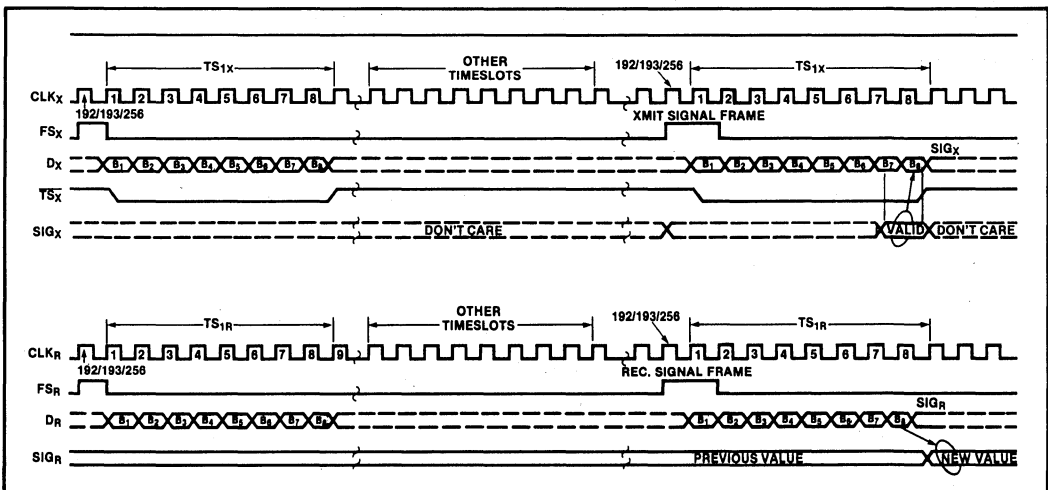 OTHER
TIMESLOTS
TS1X
192/193/256
TS1X
CLKX
1 2 3 4 5 6 7 8
1 2 3 4 5 6 7 8
192/193/256
XMIT SIGNAL FRAME
FSX
SIGX
DX
B1 B2 B3 B4 B5 B6 B7 B8
B1 B2 B3 B4 B5 B6 B7 B8
TSX
SIGX
DON'T CARE
VALID
DON'T CARE
OTHER
TIMESLOTS
TS1R
192/193/256
TS1R
CLKR
1 2 3 4 5 6 7 8 9
1 2 3 4 5 6 7 8
192/193/256
REC. SIGNAL FRAME
FSR
SIGR
DR
B1 B2 B3 B4 B5 B6 B7 B8
B1 B2 B3 B4 B5 B6 B7 B8
SIGR
PREVIOUS VALUE
NEW VALUE